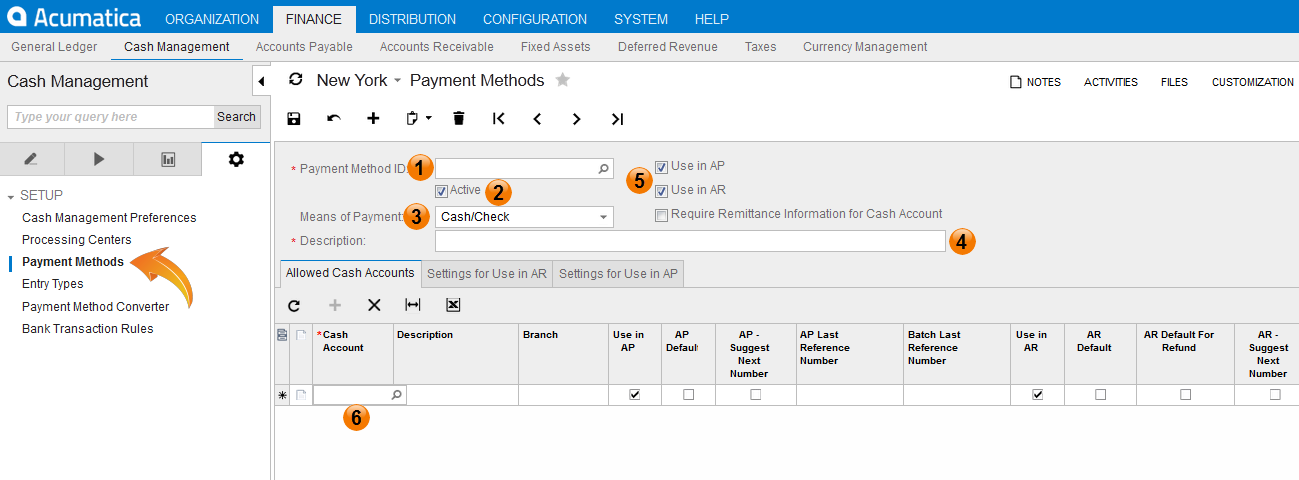 Acumatica ORGANIZATION FINANCE DISTRIBUTION CONFIGURATION SYSTEM HELP
General Ledger Cash Management Accounts Payable Accounts Receivable Fixed Assets Deferred Revenue Taxes Currency Management
Cash Management
New York Payment Methods
NOTES ACTIVITIES FILES CUSTOMIZATION
Type your query here Search
SETUP
Cash Management Preferences
Processing Centers
Payment Methods
Entry Types
Payment Method Converter
Bank Transaction Rules
* Payment Method ID: 1
Active 2
Means of Payment: 3 Cash/Check
* Description: 4
5 Use in AP
Use in AR
Require Remittance Information for Cash Account
Allowed Cash Accounts Settings for Use in AR Settings for Use in AP
*Cash Account
Description
Branch
Use in AP
AP Default
AP - Suggest Next Number
AP Last Reference Number
Batch Last Reference Number
Use in AR
AR Default
AR Default For Refund
AR - Suggest Next Number
6